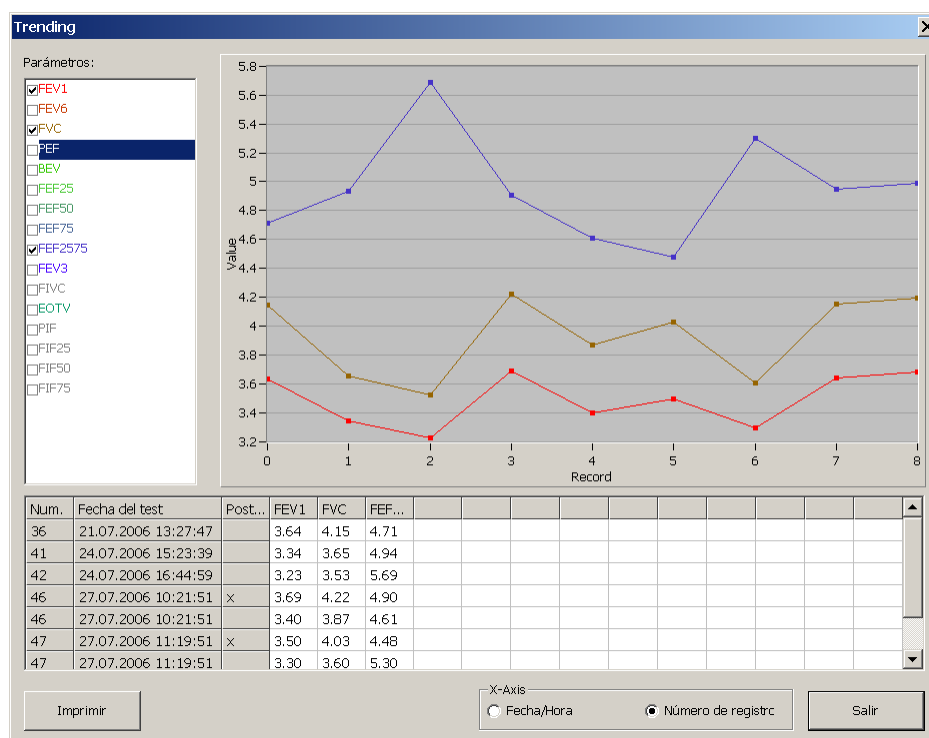 Trending
Parámetros:
FEV1
FEV6
FVC
PEF
BEV
FEF25
FEF50
FEF75
FEF2575
FEV3
FIVC
EOTV
PIF
FIF25
FIF50
FIF75
5.8
5.6
5.4
5.2
5
4.8
4.6
4.4
4.2
4
3.8
3.6
3.4
3.2
Value
0 1 2 3 4 5 6 7 8
Record
Num. Fecha del test Post... FEV1 FVC FEF...
36 21.07.2006 13:27:47 3.64 4.15 4.71
41 24.07.2006 15:23:39 3.34 3.65 4.94
42 24.07.2006 16:44:59 3.23 3.53 5.69
46 27.07.2006 10:21:51 x 3.69 4.22 4.90
46 27.07.2006 10:21:51 3.40 3.87 4.61
47 27.07.2006 11:19:51 x 3.50 4.03 4.48
47 27.07.2006 11:19:51 3.30 3.60 5.30
Imprimir
X-Axis
Fecha/Hora
Número de registrc
Salir